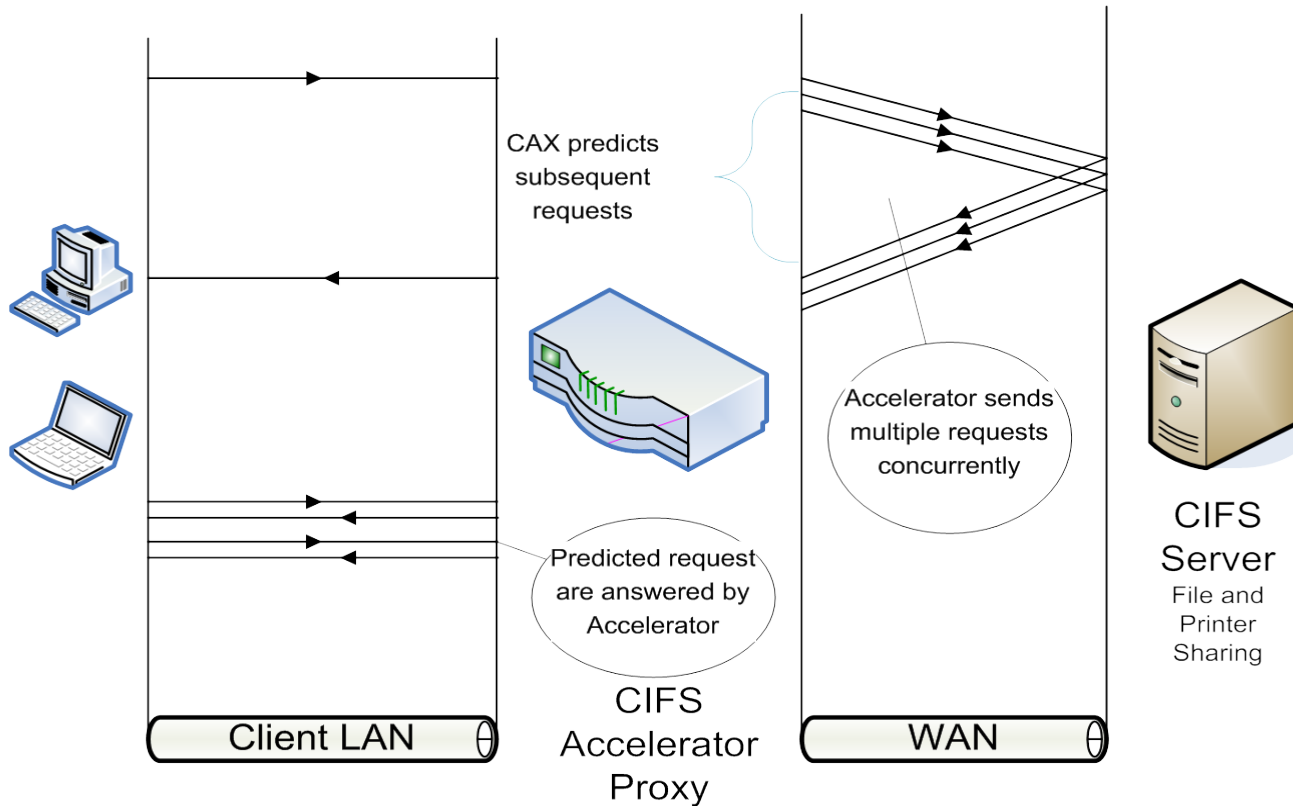 CAX predicts
subsequent
requests
Accelerator sends
multiple requests
concurrently
Predicted request
are answered by
Accelerator
CIFS
Server
File and
Printer
Sharing
Client LAN
CIFS
Accelerator
Proxy
WAN